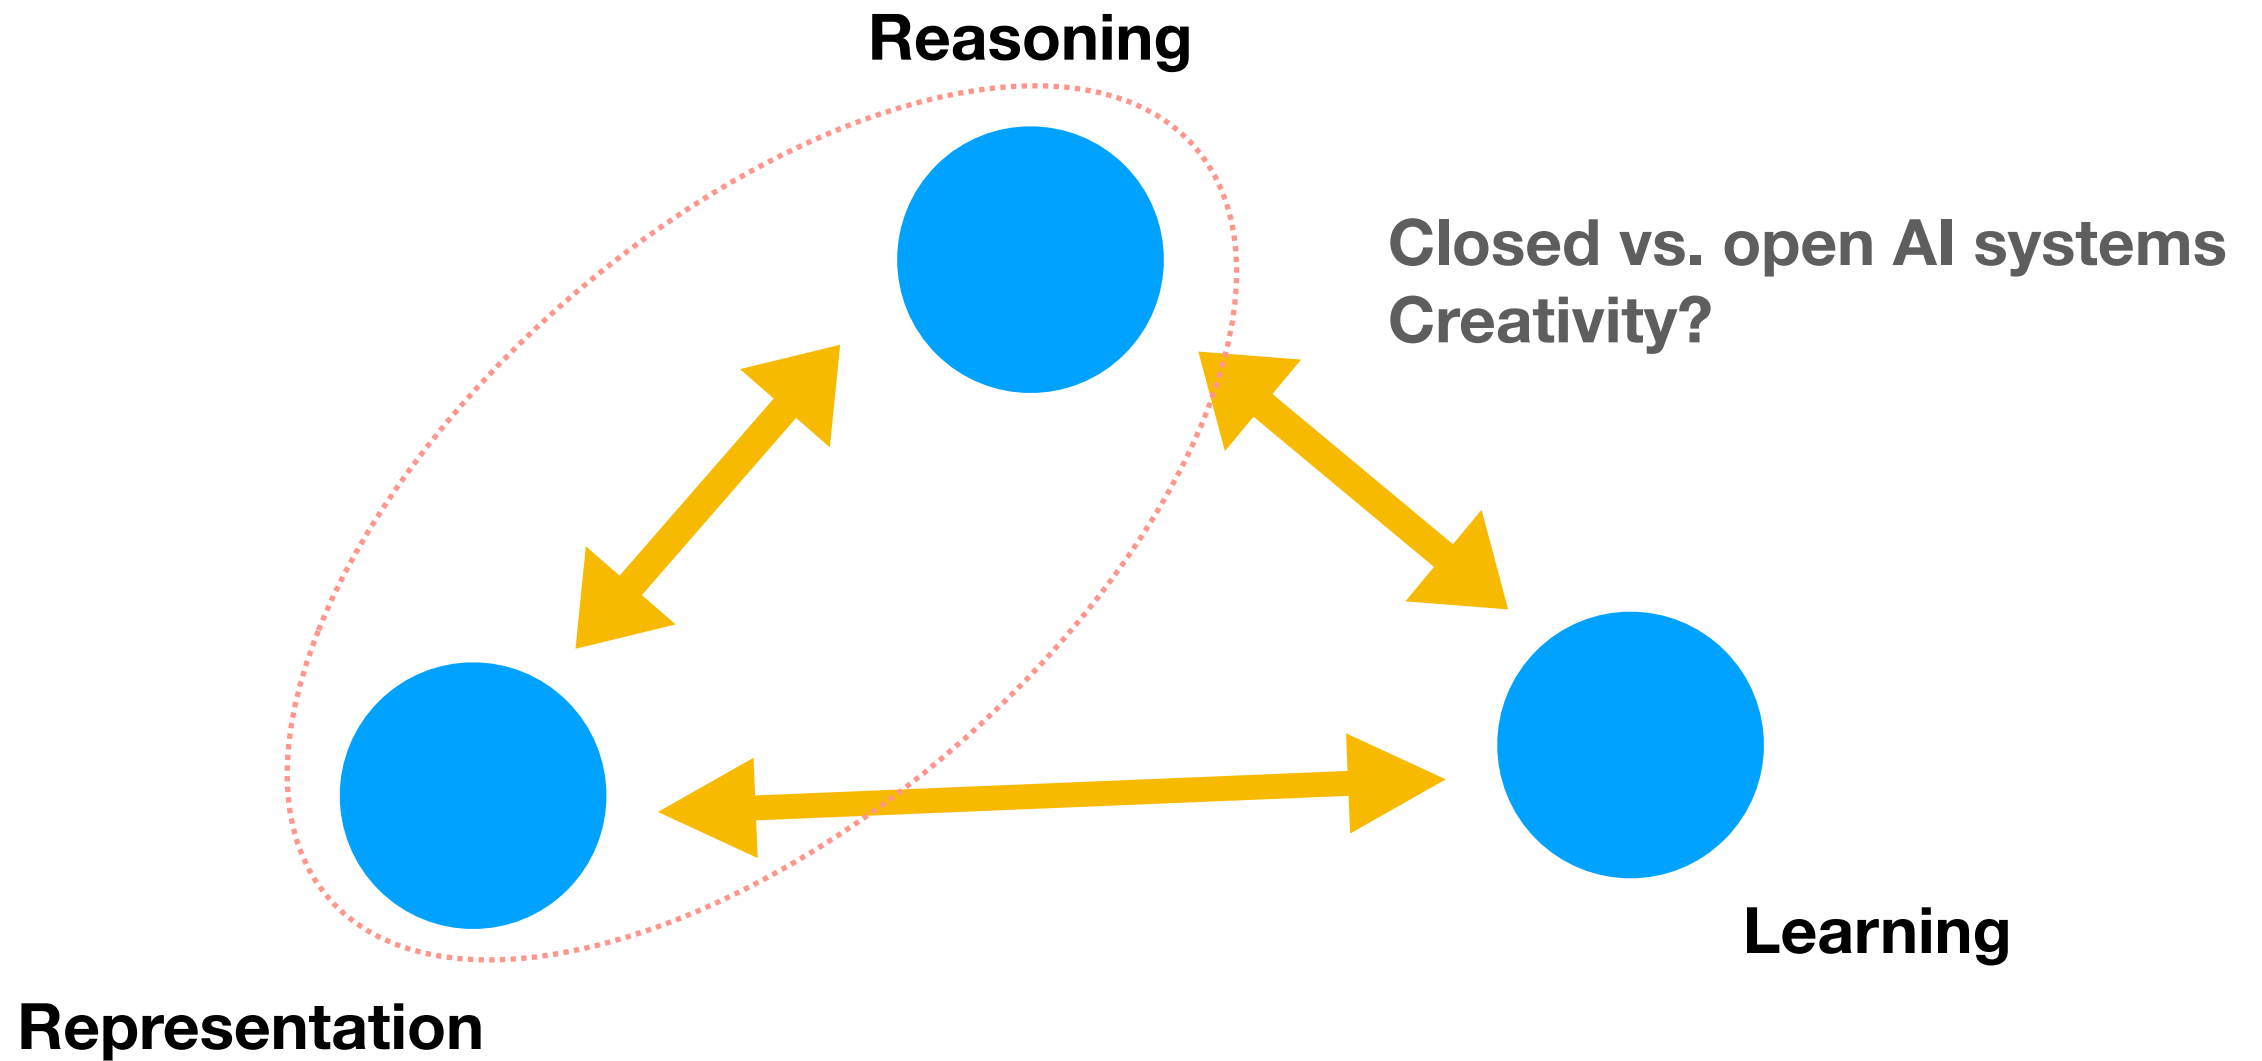 Reasoning
Closed vs. open AI systems
Creativity?
Learning
Representation